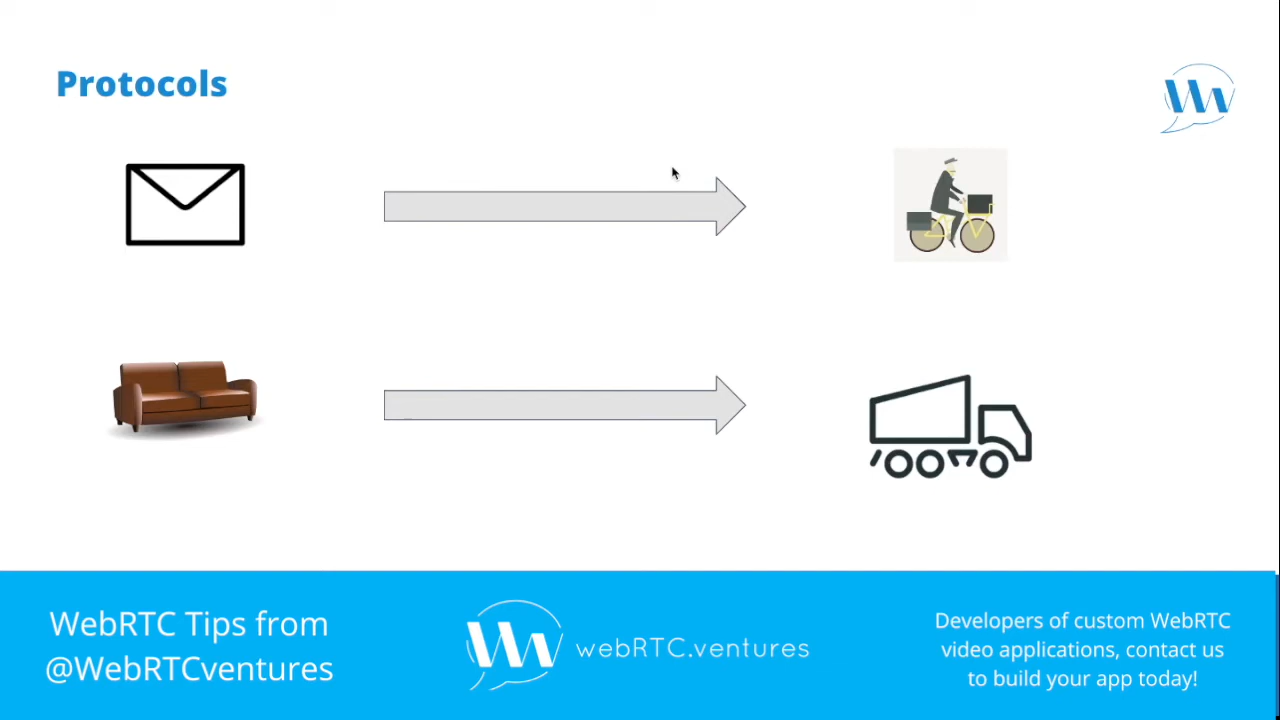 Protocols
WebRTC Tips from
@WebRTCventures
webRTC.ventures
Developers of custom WebRTC
video applications, contact us
to build your app today!